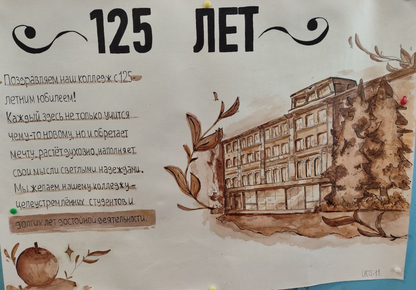 125 ЛЕТ
Поздравляем наш колледж с 125-
летним юбилеем!
Каждый здесь не только учится
чему-то новому, но и обретает
мечту, растёт духовно, наполняет
свои мысли светлыми надеждами.
Мы желаем нашему колледжу
целеустремлённых студентов и
долгих лет достойной деятельности.